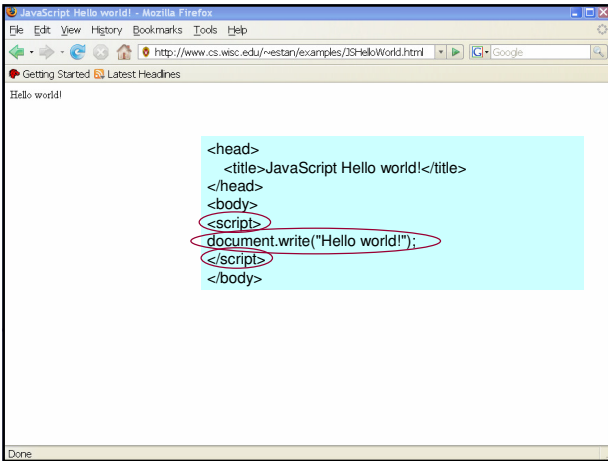 JavaScript Hello world! - Mozilla Firefox
File Edit View History Bookmarks Tools Help
http://www.cs.wisc.edu/~estan/examples/JSHelloWorld.html G Google
Getting Started Latest Headlines
Hello world!
<head>
<title>JavaScript Hello world!</title>
</head>
<body>
<script>
document.write("Hello world!");
</script>
</body>
Done